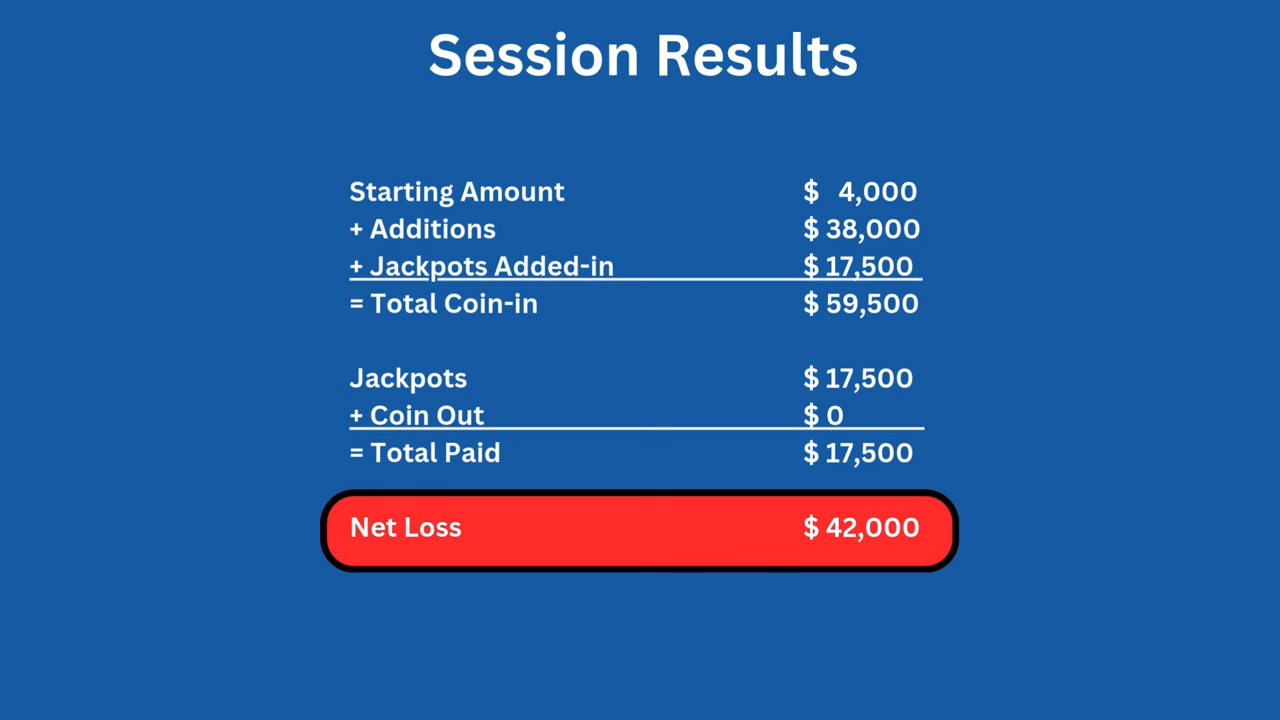 Session Results
Starting Amount $ 4,000
+ Additions $ 38,000
+ Jackpots Added-in $ 17,500
= Total Coin-in $ 59,500
Jackpots $ 17,500
+ Coin Out $ 0
= Total Paid $ 17,500
Net Loss $ 42,000